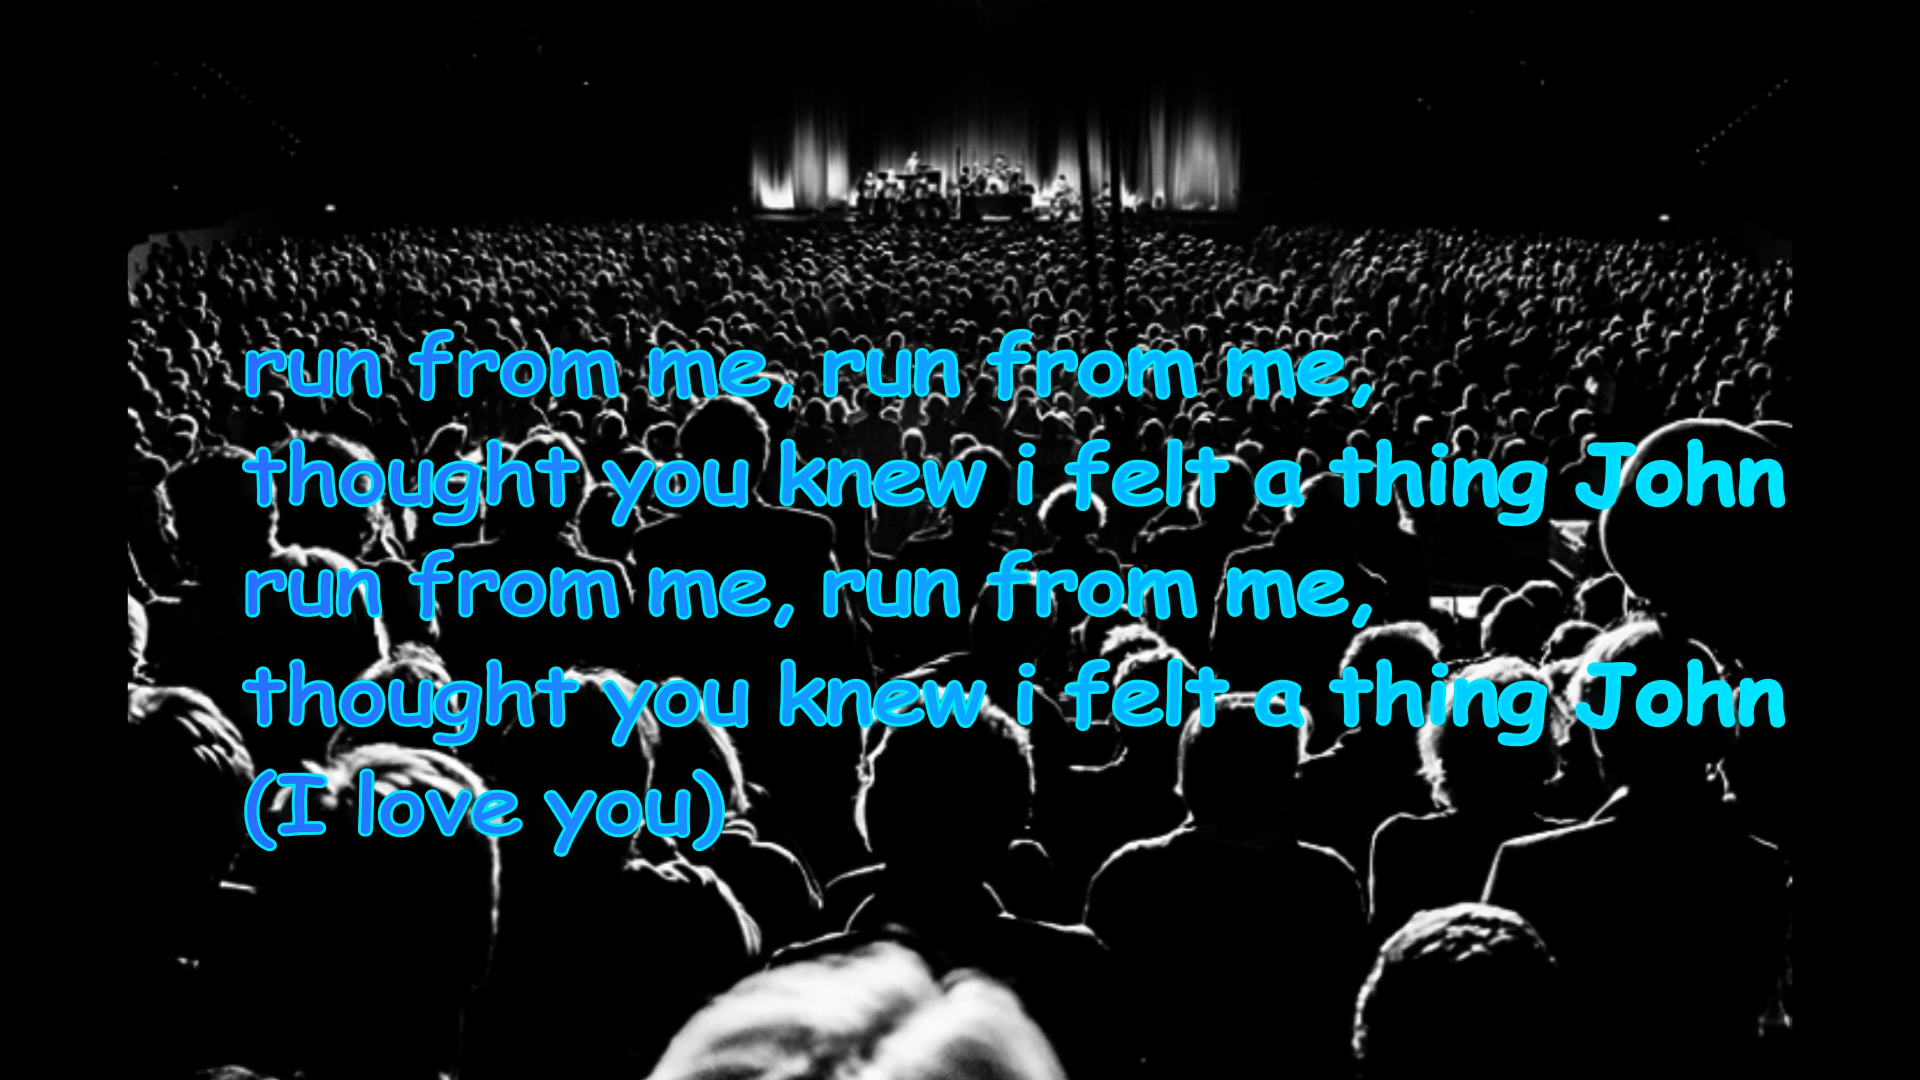 run from me, run from me,
thought you knew i felt a thing John
run from me, run from me,
thought you knew i felt a thing John
(I love you)